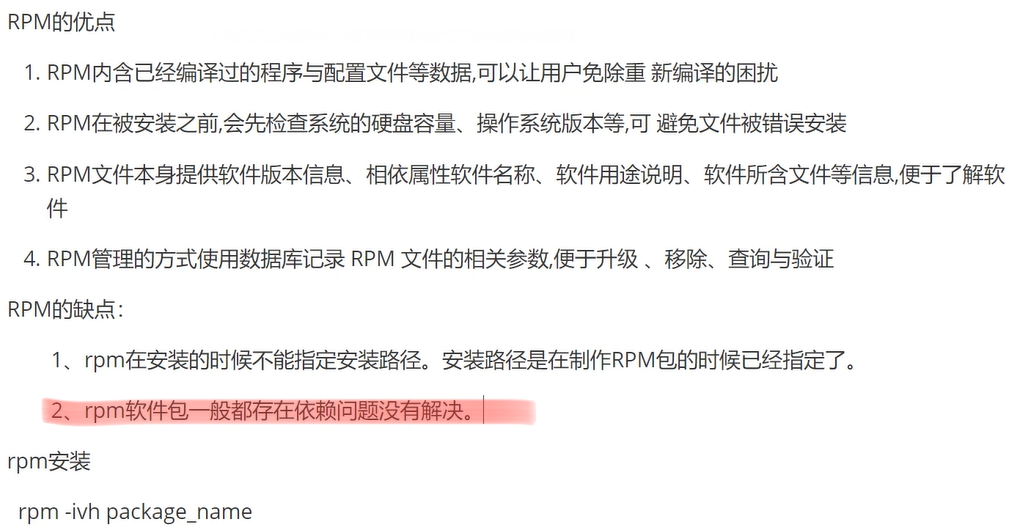 RPM的优点
1. RPM内含已经编译过的程序与配置文件等数据,可以让用户免除重 新编译的困扰
2. RPM在被安装之前,会先检查系统的硬盘容量、操作系统版本等,可 避免文件被错误安装
3. RPM文件本身提供软件版本信息、相依属性软件名称、软件用途说明、软件所含文件等信息,便于了解软
件
4. RPM管理的方式使用数据库记录 RPM 文件的相关参数,便于升级 、移除、查询与验证
RPM的缺点：
1、rpm在安装的时候不能指定安装路径。安装路径是在制作RPM包的时候已经指定了。
2、rpm软件包一般都存在依赖问题没有解决。
rpm安装
rpm -ivh package_name